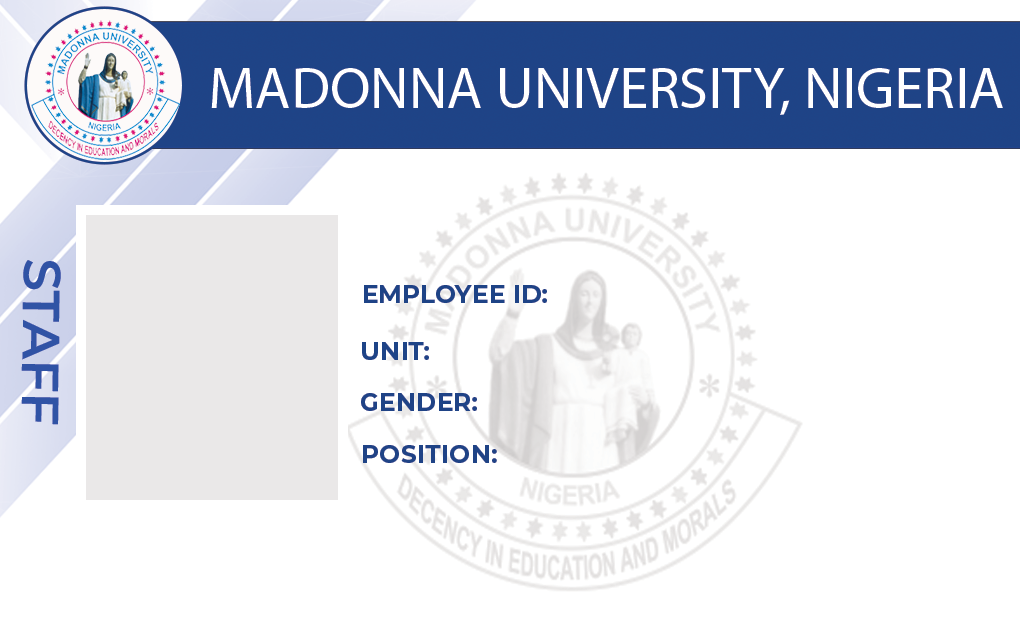 MADONNA UNIVERSITY
NIGERIA
DECENCY IN EDUCATION AND MORALS
MADONNA UNIVERSITY, NIGERIA
STAFF
MADONNA UNIVERSITY
EMPLOYEE ID:
UNIT:
GENDER:
POSITION:
NIGERIA
DECENCY IN EDUCATION AND MORALS